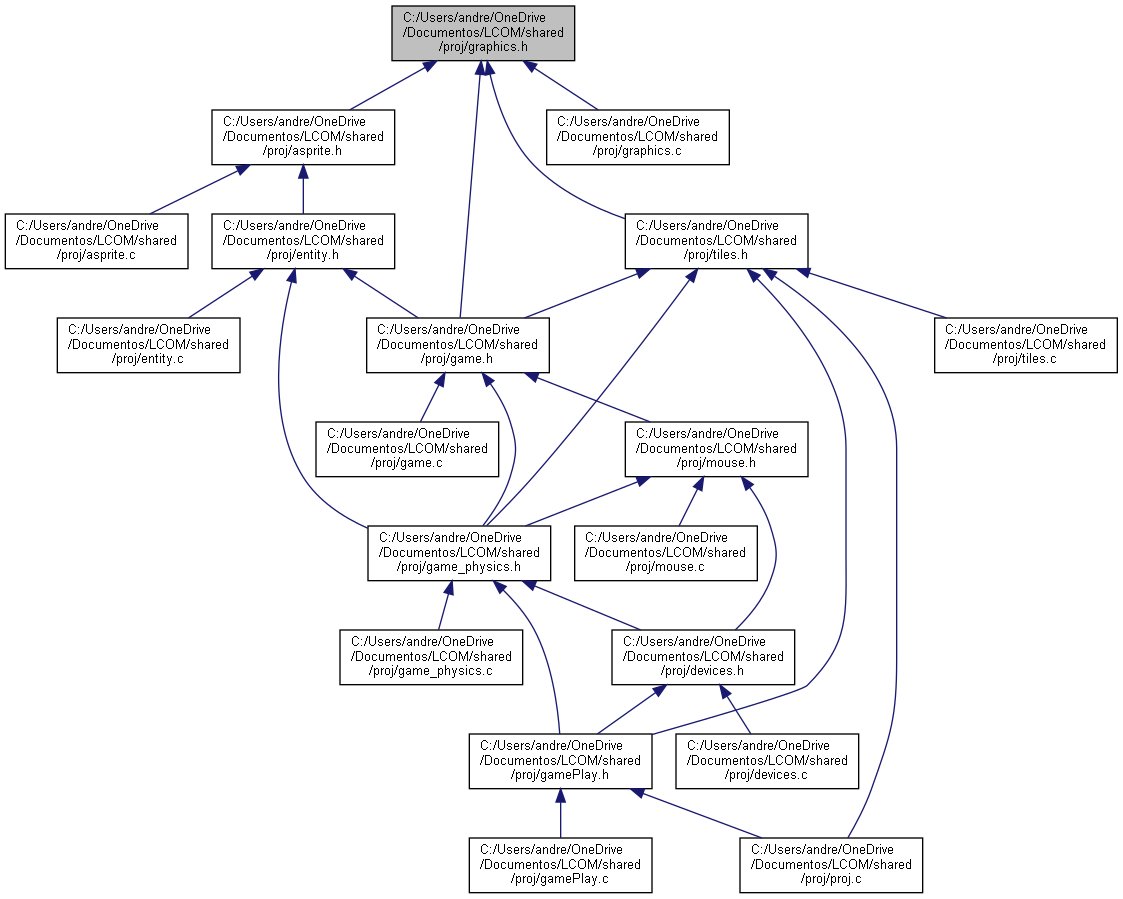 C:/Users/andre/OneDrive
/Documentos/LCOM/shared
/proj/graphics.h
C:/Users/andre/OneDrive
/Documentos/LCOM/shared
/proj/asprite.h
C:/Users/andre/OneDrive
/Documentos/LCOM/shared
/proj/graphics.c
C:/Users/andre/OneDrive
/Documentos/LCOM/shared
/proj/asprite.c
C:/Users/andre/OneDrive
/Documentos/LCOM/shared
/proj/entity.h
C:/Users/andre/OneDrive
/Documentos/LCOM/shared
/proj/tiles.h
C:/Users/andre/OneDrive
/Documentos/LCOM/shared
/proj/entity.c
C:/Users/andre/OneDrive
/Documentos/LCOM/shared
/proj/game.h
C:/Users/andre/OneDrive
/Documentos/LCOM/shared
/proj/tiles.c
C:/Users/andre/OneDrive
/Documentos/LCOM/shared
/proj/game.c
C:/Users/andre/OneDrive
/Documentos/LCOM/shared
/proj/mouse.h
C:/Users/andre/OneDrive
/Documentos/LCOM/shared
/proj/game_physics.h
C:/Users/andre/OneDrive
/Documentos/LCOM/shared
/proj/mouse.c
C:/Users/andre/OneDrive
/Documentos/LCOM/shared
/proj/game_physics.c
C:/Users/andre/OneDrive
/Documentos/LCOM/shared
/proj/devices.h
C:/Users/andre/OneDrive
/Documentos/LCOM/shared
/proj/gamePlay.h
C:/Users/andre/OneDrive
/Documentos/LCOM/shared
/proj/devices.c
C:/Users/andre/OneDrive
/Documentos/LCOM/shared
/proj/gamePlay.c
C:/Users/andre/OneDrive
/Documentos/LCOM/shared
/proj/proj.c